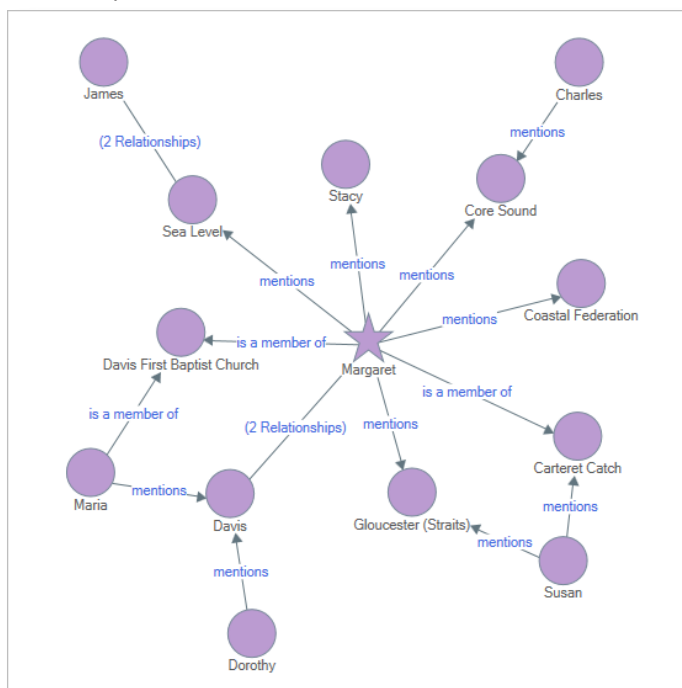 James
Charles
mentions
(2 Relationships)
Stacy
Core Sound
Sea Level
mentions
mentions
mentions
Coastal Federation
mentions
is a member of
Davis First Baptist Church
Margaret
is a member of
is a member of
(2 Relationships)
mentions
Carteret Catch
mentions
Maria
Davis
Gloucester (Straits)
mentions
mentions
mentions
Susan
Dorothy